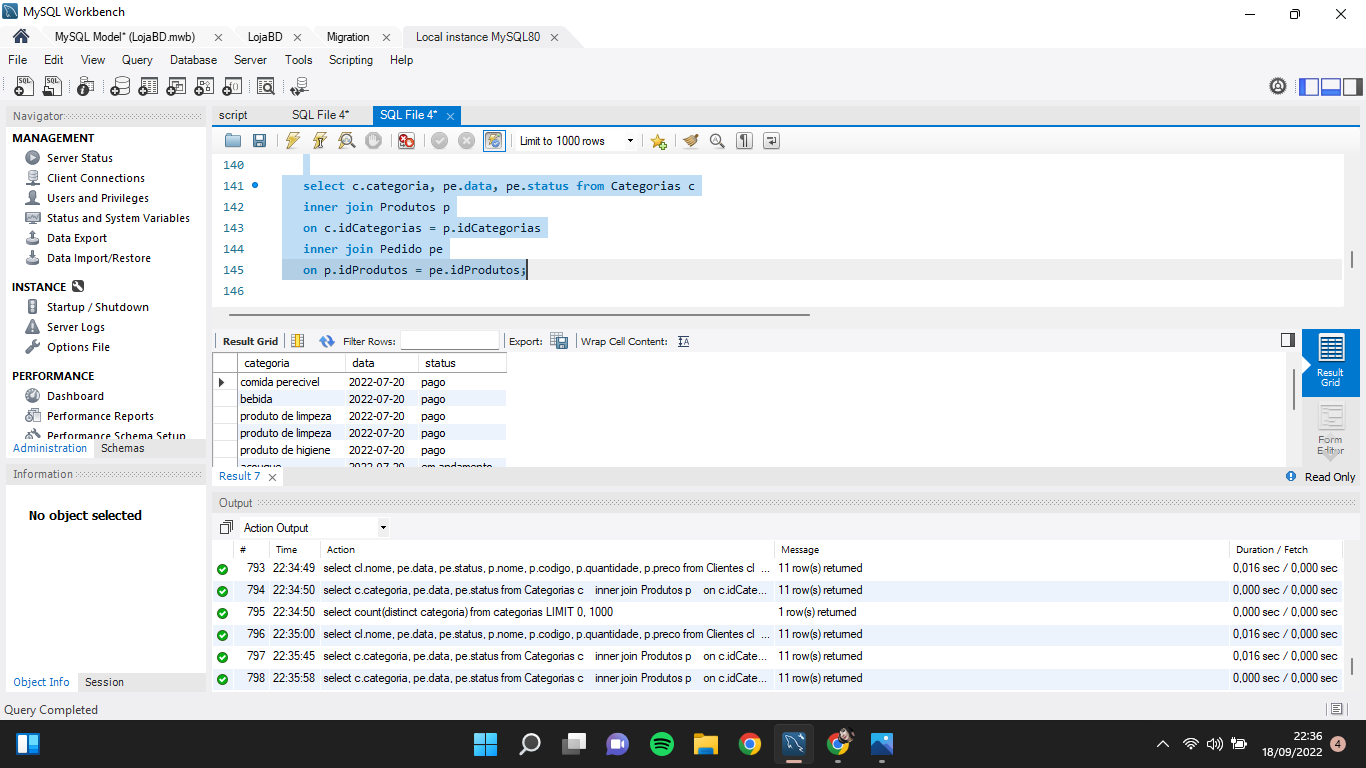 MySQL Workbench
MySQL Model* (LojaBD.mwb) LojaBD Migration Local instance MySQL80
File Edit View Query Database Server Tools Scripting Help
Navigator
MANAGEMENT
Server Status
Client Connections
Users and Privileges
Status and System Variables
Data Export
Data Import/Restore
INSTANCE
Startup / Shutdown
Server Logs
Options File
PERFORMANCE
Dashboard
Performance Reports
Performance Schema Setup
Administration Schemas
Information
No object selected
Object Info Session
script SQL File 4* SQL File 4*
Limit to 1000 rows
140
141 select c.categoria, pe.data, pe.status from Categorias c
142 inner join Produtos p
143 on c.idCategorias = p.idCategorias
144 inner join Pedido pe
145 on p.idProdutos = pe.idProdutos;
146
Result Grid Filter Rows: Export: Wrap Cell Content:
categoria data status
comida perecivel 2022-07-20 pago
bebida 2022-07-20 pago
produto de limpeza 2022-07-20 pago
produto de limpeza 2022-07-20 pago
produto de higiene 2022-07-20 pago
açougue 2022-07-20 em andamento
Result Grid
Form Editor
Result 7 Read Only
Output
Action Output
# Time Action Message Duration / Fetch
793 22:34:49 select cl.nome, pe.data, pe.status, p.nome, p.codigo, p.quantidade, p.preco from Clientes cl ... 11 row(s) returned 0,016 sec / 0,000 sec
794 22:34:50 select c.categoria, pe.data, pe.status from Categorias c inner join Produtos p on c.idCate... 11 row(s) returned 0,000 sec / 0,000 sec
795 22:34:50 select count(distinct categoria) from categorias LIMIT 0, 1000 1 row(s) returned 0,000 sec / 0,000 sec
796 22:35:00 select cl.nome, pe.data, pe.status, p.nome, p.codigo, p.quantidade, p.preco from Clientes cl ... 11 row(s) returned 0,016 sec / 0,000 sec
797 22:35:45 select c.categoria, pe.data, pe.status from Categorias c inner join Produtos p on c.idCate... 11 row(s) returned 0,016 sec / 0,000 sec
798 22:35:58 select c.categoria, pe.data, pe.status from Categorias c inner join Produtos p on c.idCate... 11 row(s) returned 0,000 sec / 0,000 sec
Query Completed
22:36
18/09/2022 4